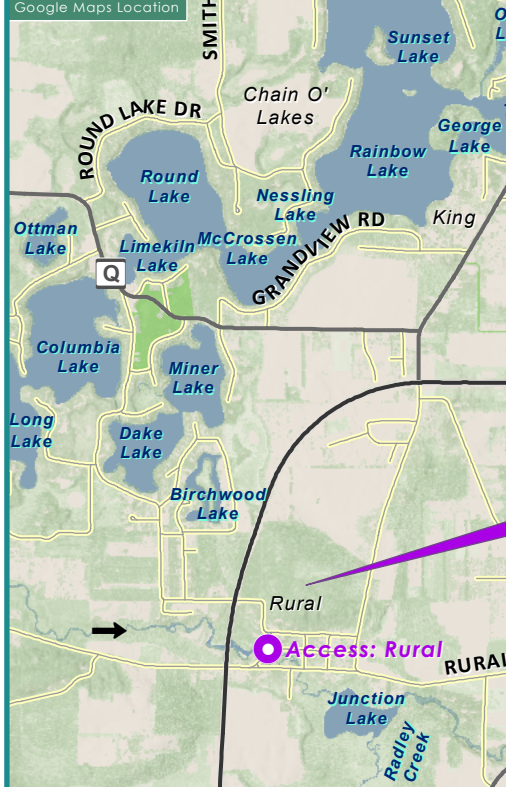 Google Maps Location
SMITH
Sunset
Lake
O
L
Chain O'
Lakes
ROUND LAKE DR
George
Lake
Rainbow
Lake
Round
Lake
Nessling
Lake
King
Ottman
Lake
Limekiln
Lake
McCrossen
Lake
GRANDVIEW RD
Q
Columbia
Lake
Miner
Lake
Long
Lake
Dake
Lake
Birchwood
Lake
Rural
Access: Rural
RURAL
Junction
Lake
Radley
Creek